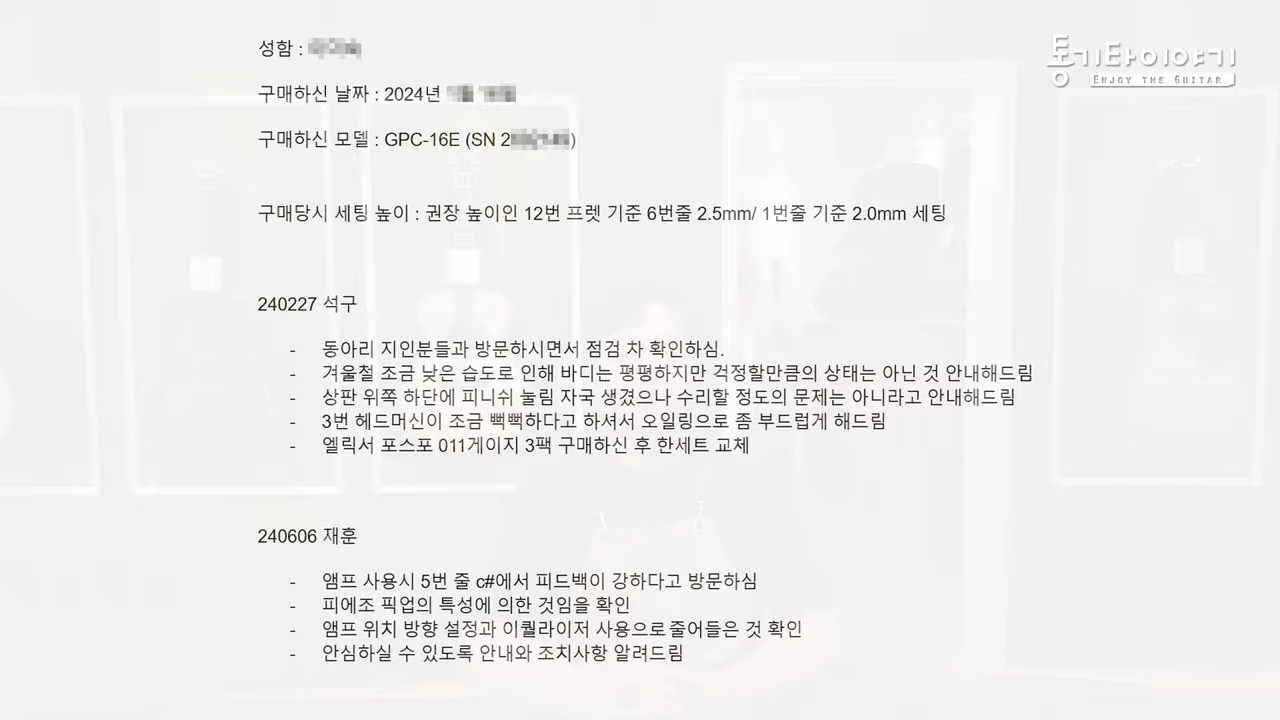 통기타이야기
ENJOY THE GUITAR
성함 :
구매하신 날짜 : 2024년
구매하신 모델 : GPC-16E (SN 2
구매당시 세팅 높이 : 권장 높이인 12번 프렛 기준 6번줄 2.5mm/ 1번줄 기준 2.0mm 세팅
240227 석구
- 동아리 지인분들과 방문하시면서 점검 차 확인하심.
- 겨울철 조금 낮은 습도로 인해 바디는 평평하지만 걱정할만큼의 상태는 아닌 것 안내해드림
- 상판 위쪽 하단에 피니쉬 눌림 자국 생겼으나 수리할 정도의 문제는 아니라고 안내해드림
- 3번 헤드머신이 조금 뻑뻑하다고 하셔서 오일링으로 좀 부드럽게 해드림
- 엘릭서 포스포 011게이지 3팩 구매하신 후 한세트 교체
240606 재훈
- 앰프 사용시 5번 줄 c#에서 피드백이 강하다고 방문하심
- 피에조 픽업의 특성에 의한 것임을 확인
- 앰프 위치 방향 설정과 이퀄라이저 사용으로 줄어들은 것 확인
- 안심하실 수 있도록 안내와 조치사항 알려드림